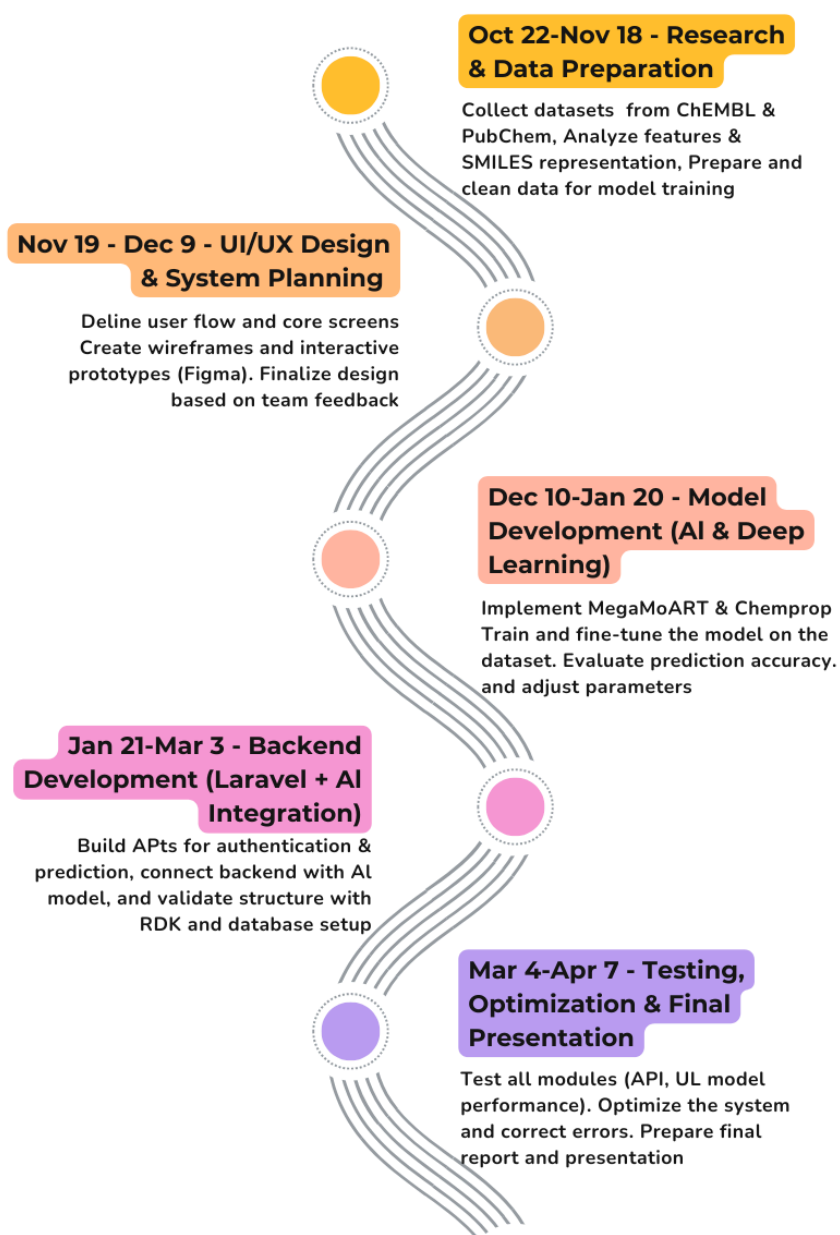 Oct 22-Nov 18 - Research
& Data Preparation
Collect datasets from ChEMBL &
PubChem, Analyze features &
SMILES representation, Prepare and
clean data for model training
Nov 19 - Dec 9 - UI/UX Design
& System Planning
Deline user flow and core screens
Create wireframes and interactive
prototypes (Figma). Finalize design
based on team feedback
Dec 10-Jan 20 - Model
Development (Al & Deep
Learning)
Implement MegaMoART & Chemprop
Train and fine-tune the model on the
dataset. Evaluate prediction accuracy.
and adjust parameters
Jan 21-Mar 3 - Backend
Development (Laravel + Al
Integration)
Build APts for authentication &
prediction, connect backend with Al
model, and validate structure with
RDK and database setup
Mar 4-Apr 7 - Testing,
Optimization & Final
Presentation
Test all modules (API, UL model
performance). Optimize the system
and correct errors. Prepare final
report and presentation